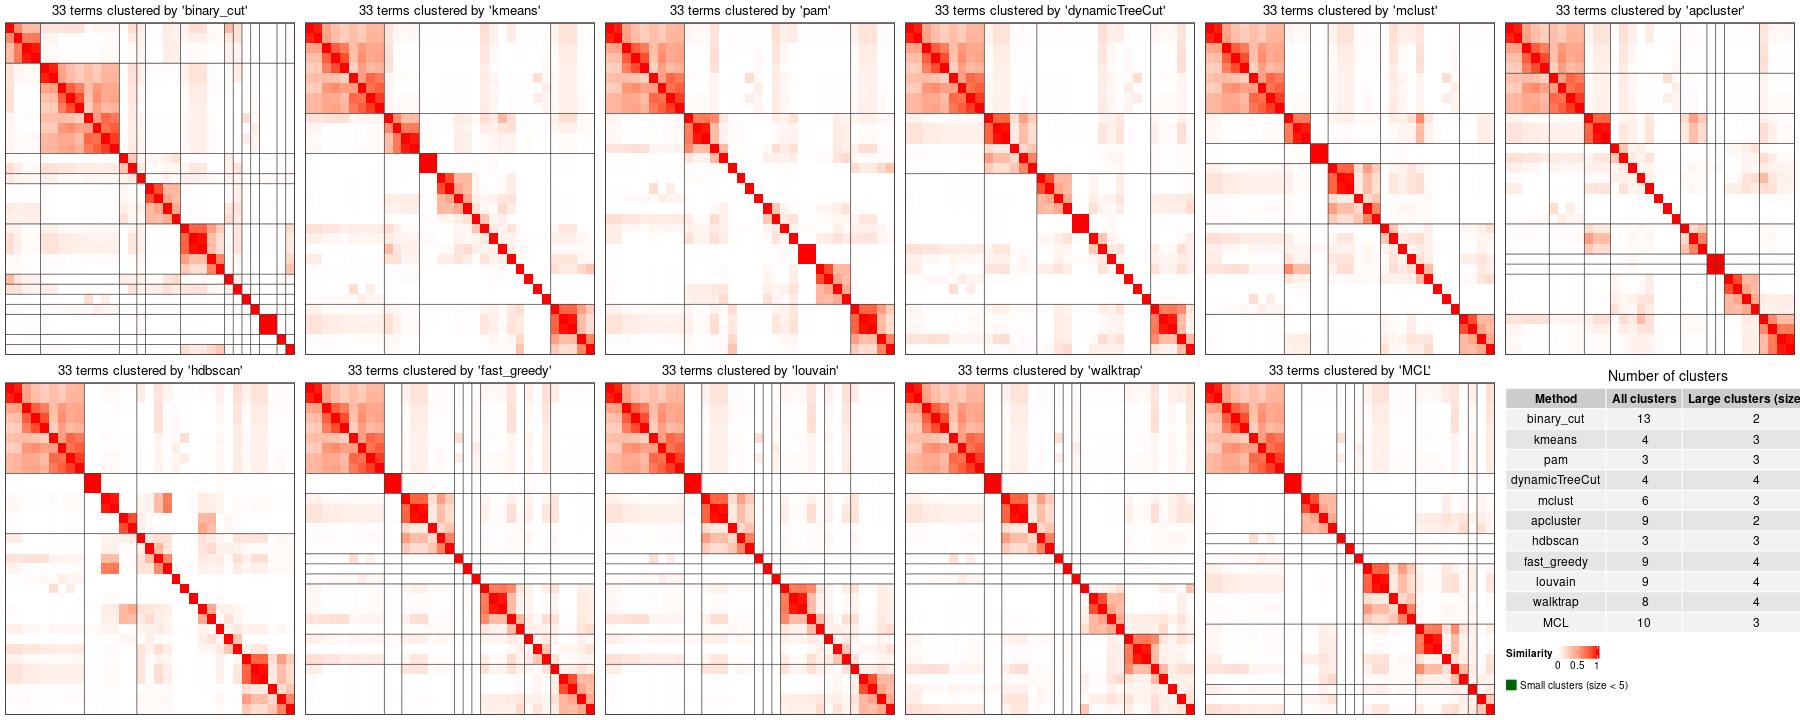 33 terms clustered by 'binary_cut'
33 terms clustered by 'kmeans'
33 terms clustered by 'pam'
33 terms clustered by 'dynamicTreeCut'
33 terms clustered by 'mclust'
33 terms clustered by 'apcluster'
33 terms clustered by 'hdbscan'
33 terms clustered by 'fast_greedy'
33 terms clustered by 'louvain'
33 terms clustered by 'walktrap'
33 terms clustered by 'MCL'
Number of clusters
Method All clusters Large clusters (size
binary_cut 13 2
kmeans 4 3
pam 3 3
dynamicTreeCut 4 4
mclust 6 3
apcluster 9 2
hdbscan 3 3
fast_greedy 9 4
louvain 9 4
walktrap 8 4
MCL 10 3
Similarity
0 0.5 1
Small clusters (size < 5)